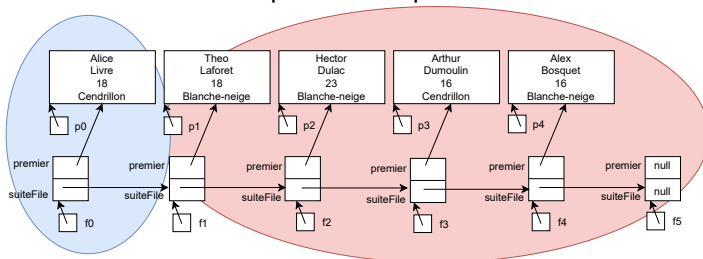 Alice
Livre
18
Cendrillon
Theo
Laforet
18
Blanche-neige
Hector
Dulac
23
Blanche-neige
Arthur
Dumoulin
16
Cendrillon
Alex
Bosquet
16
Blanche-neige
p0
p1
p2
p3
p4
premier
premier
premier
premier
premier
premier
null
suiteFile
suiteFile
suiteFile
suiteFile
suiteFile
null
f0
f1
f2
f3
f4
f5